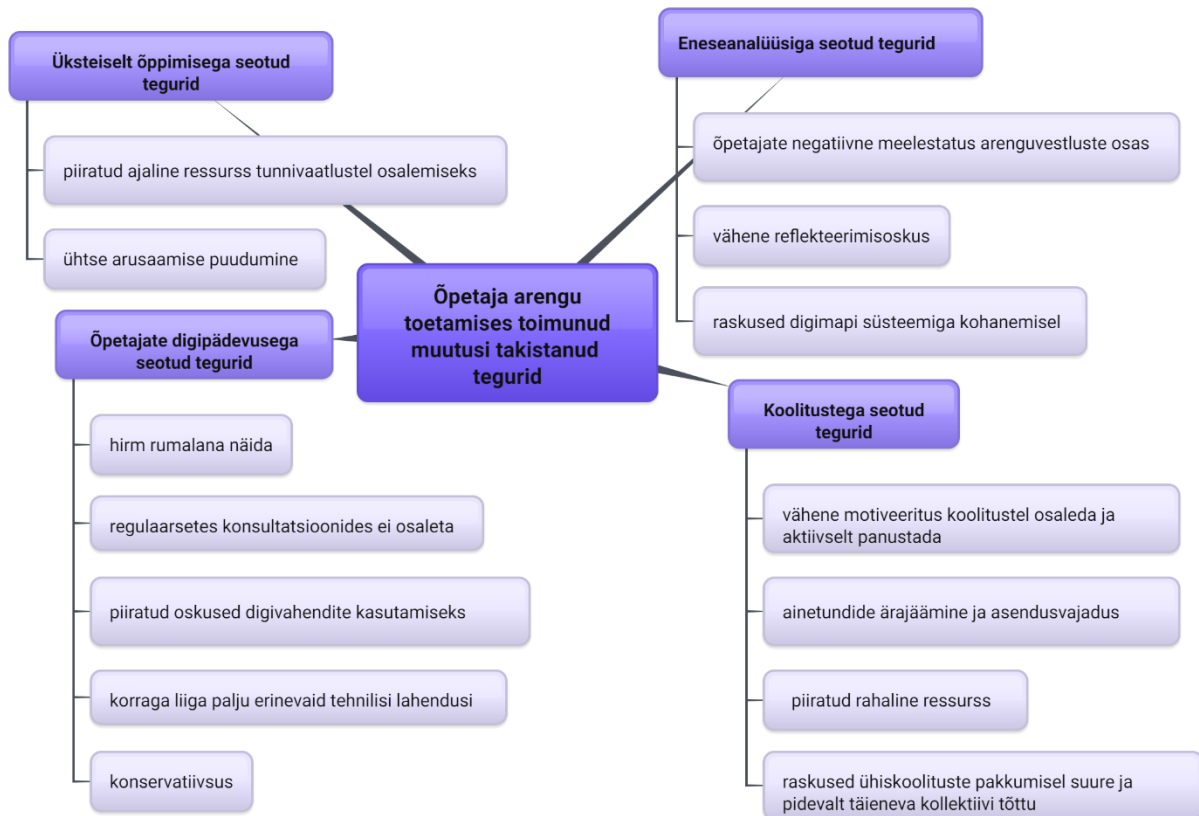 Üksteiselt õppimisega seotud
tegurid
piiratud ajaline ressurss tunnivaatlustel osalemiseks
ühtse arusaamise puudumine
Eneseanalüüsiga seotud tegurid
õpetajate negatiivne meelestatus arenguvestluste osas
vähene reflekteerimisoskus
raskused digimapi süsteemiga kohanemisel
Õpetaja arengu
toetamises toimunud
muutusi takistanud
tegurid
Õpetajate digipädevusega
seotud tegurid
hirm rumalana näida
regulaarsetes konsultatsioonides ei osaleta
piiratud oskused digivahendite kasutamiseks
korraga liiga palju erinevaid tehnilisi lahendusi
konservatiivsus
Koolitustega seotud
tegurid
vähene motiveeritus koolitustel osaleda ja
aktiivselt panustada
ainetundide ärajäämine ja asendusvajadus
piiratud rahaline ressurss
raskused ühiskoolituste pakkumisel suure ja
pidevalt täieneva kollektiivi tõttu